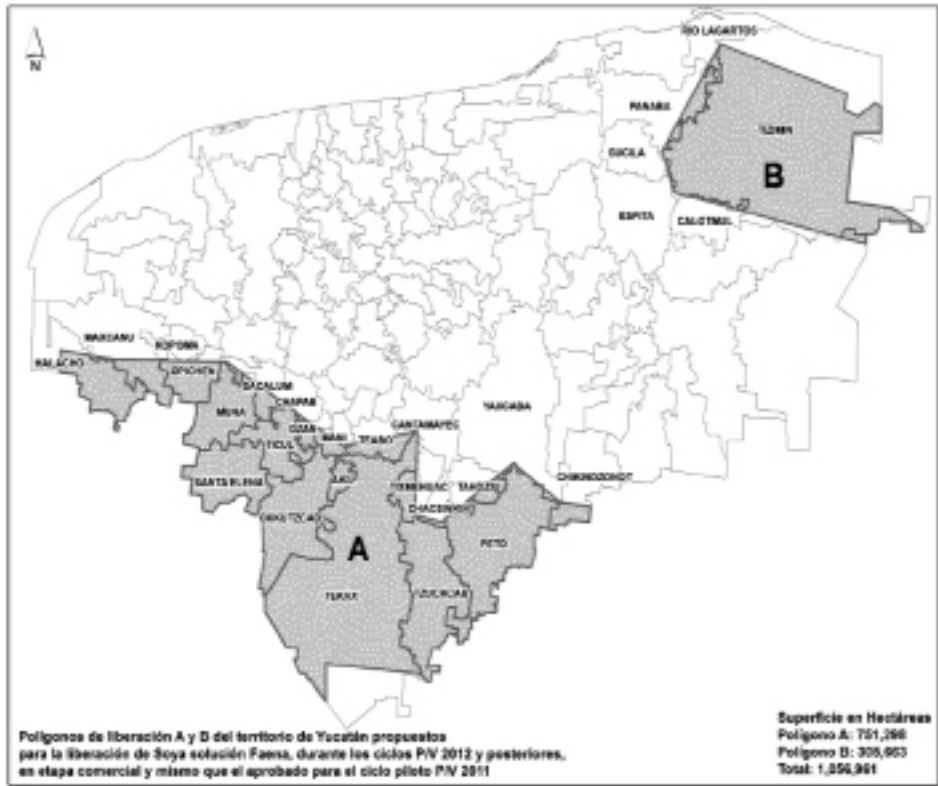 N
RIO LAGARTOS
PANABA
TIZIMIN
SUCILA
B
ESPITA
CALOTMUL
MAXCANU
KOPOMA
HALACHO
OPICHEN
SACALUM
CHAPAB
MUNA
YAXCABA
DZAN
CANTAMAYEC
TICUL
MANI
TEABO
SANTA ELENA
CHIKINDZONOT
TAHDZIU
CHACSINKIN
OXKUTZCAB
A
PETO
TEKAX
TZUCACAB
Polígonos de liberación A y B del territorio de Yucatán propuestos
para la liberación de Soya solución Faena, durante los ciclos P/V 2012 y posteriores,
en etapa comercial y mismo que el aprobado para el ciclo piloto P/V 2011
Superficie en Hectáreas
Polígono A: 751,298
Polígono B: 305,663
Total: 1,056,961